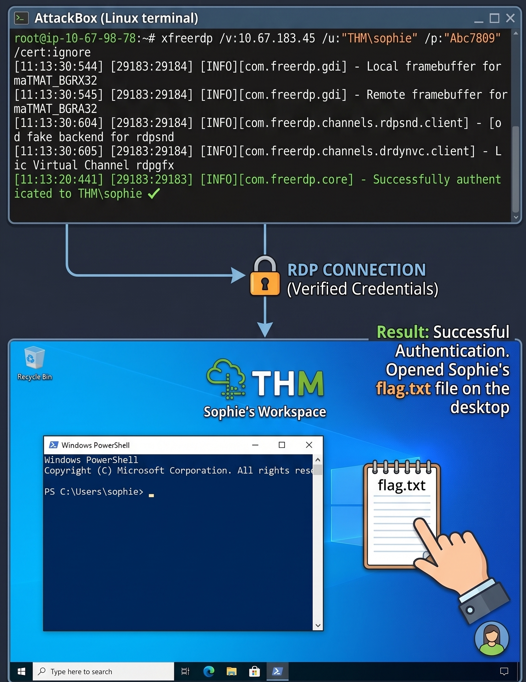 AttackBox (Linux terminal)
root@ip-10-67-98-78:~# xfreerdp /v:10.67.183.45 /u:"THM\sophie" /p:"Abc7809"
/cert:ignore
[11:13:30:544] [29183:29184] [INFO][com.freerdp.gdi] - Local framebuffer for
maTMAT_BGRX32
[11:13:30:545] [29183:29184] [INFO][com.freerdp.gdi] - Remote framebuffer for
maTMAT_BGRA32
[11:13:30:604] [29183:29184] [INFO][com.freerdp.channels.rdpsnd.client] - [o
d fake backend for rdpsnd
[11:13:30:605] [29183:29184] [INFO][com.freerdp.channels.drdynvc.client] - L
ic Virtual Channel rdpgfx
[11:13:20:441] [29183:29183] [INFO][com.freerdp.core] - Successfully authent
icated to THM\sophie ✓
RDP CONNECTION
(Verified Credentials)
Result: Successful
Authentication.
Opened Sophie's
flag.txt file on the
desktop
Recycle Bin
THM
Sophie's Workspace
Windows PowerShell
Windows PowerShell
Copyright (C) Microsoft Corporation. All rights rese
PS C:\Users\sophie>
flag.txt
Type here to search